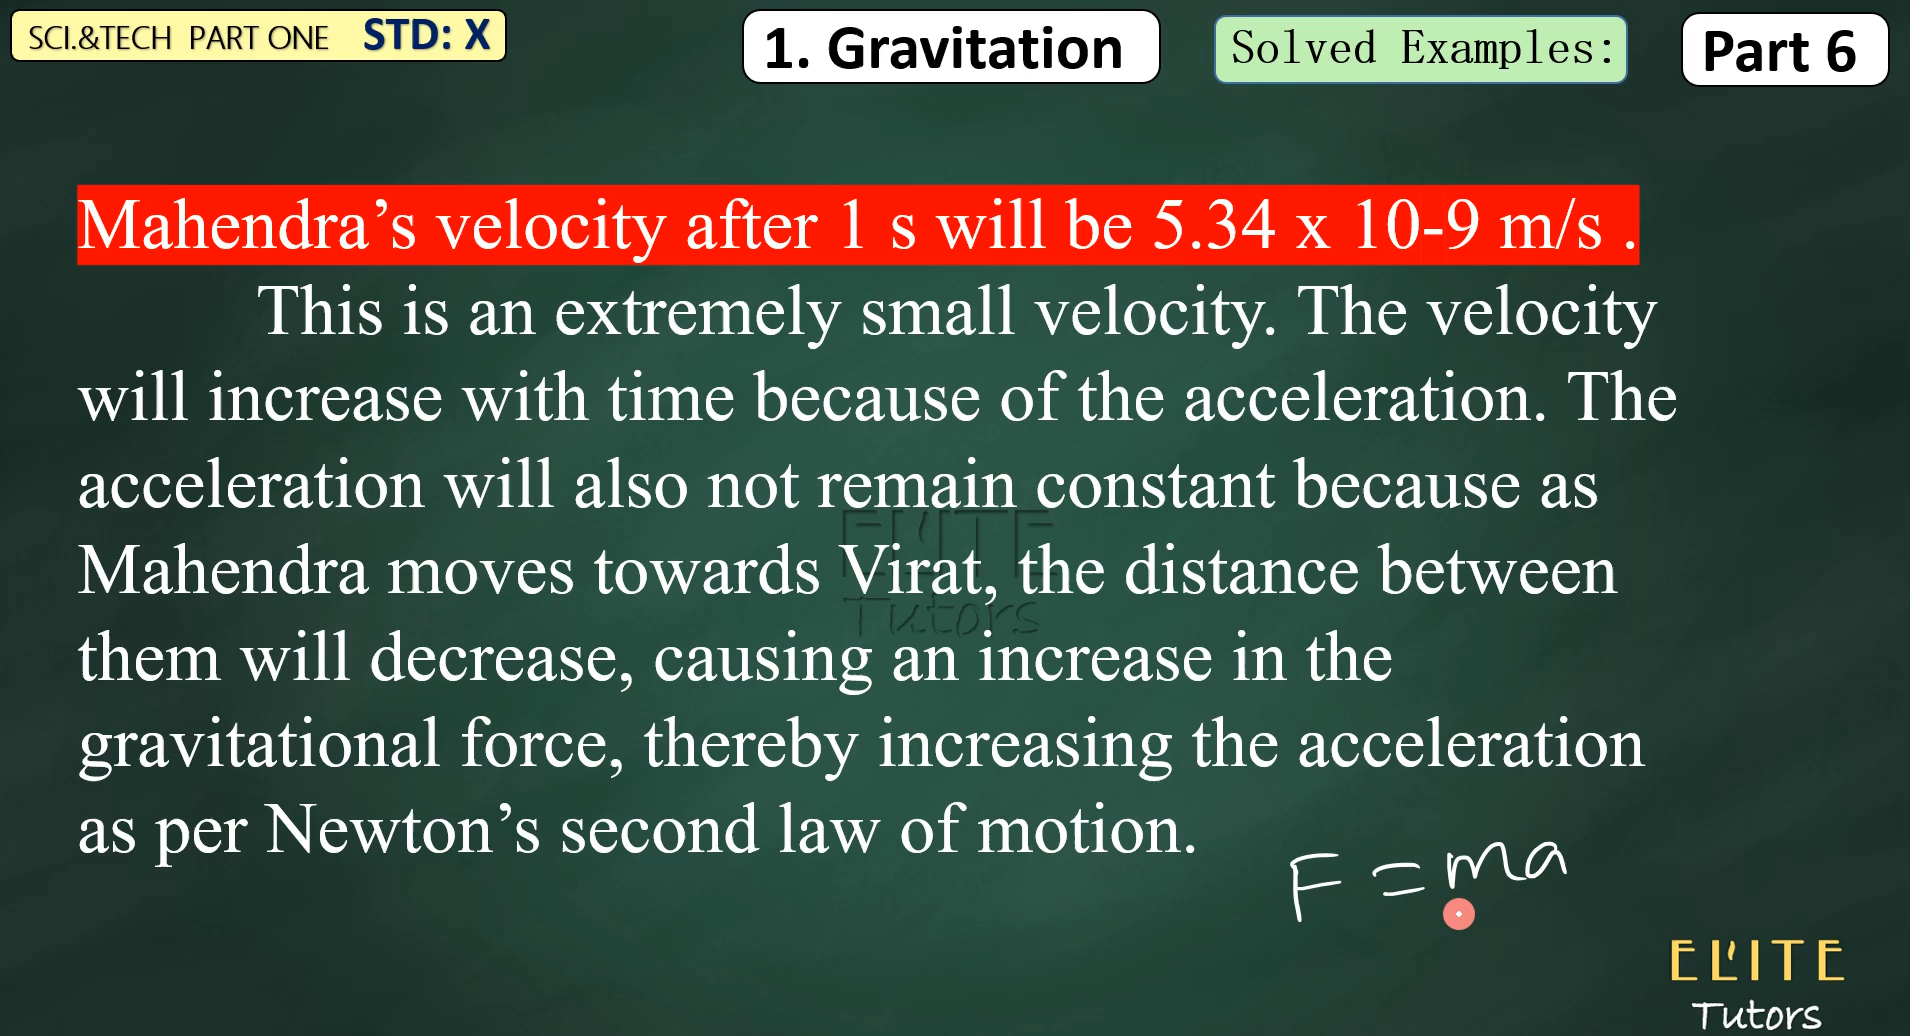 SCI.&TECH PART ONE STD: X
1. Gravitation
Solved Examples:
Part 6
Mahendra’s velocity after 1 s will be 5.34 x 10-9 m/s .
This is an extremely small velocity. The velocity
will increase with time because of the acceleration. The
acceleration will also not remain constant because as
Mahendra moves towards Virat, the distance between
them will decrease, causing an increase in the
gravitational force, thereby increasing the acceleration
as per Newton’s second law of motion.
F = ma
ELITE
Tutors
ELITE
Tutors